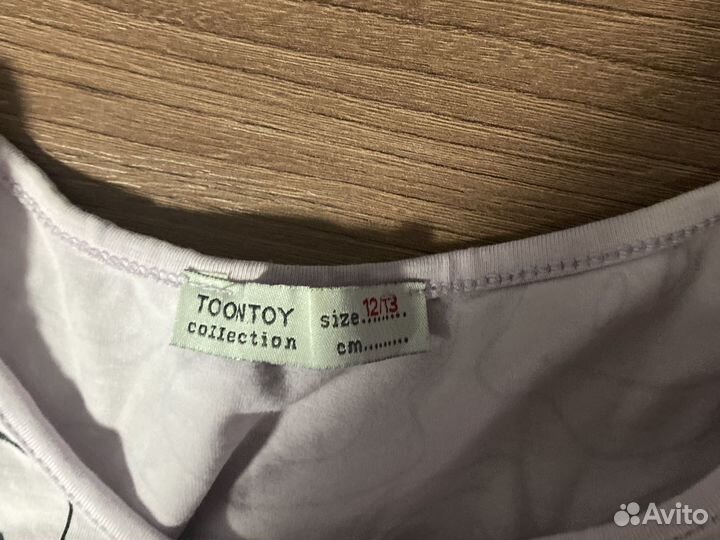 TOONTOY
collection
size.........
12/13
cm.........
Avito